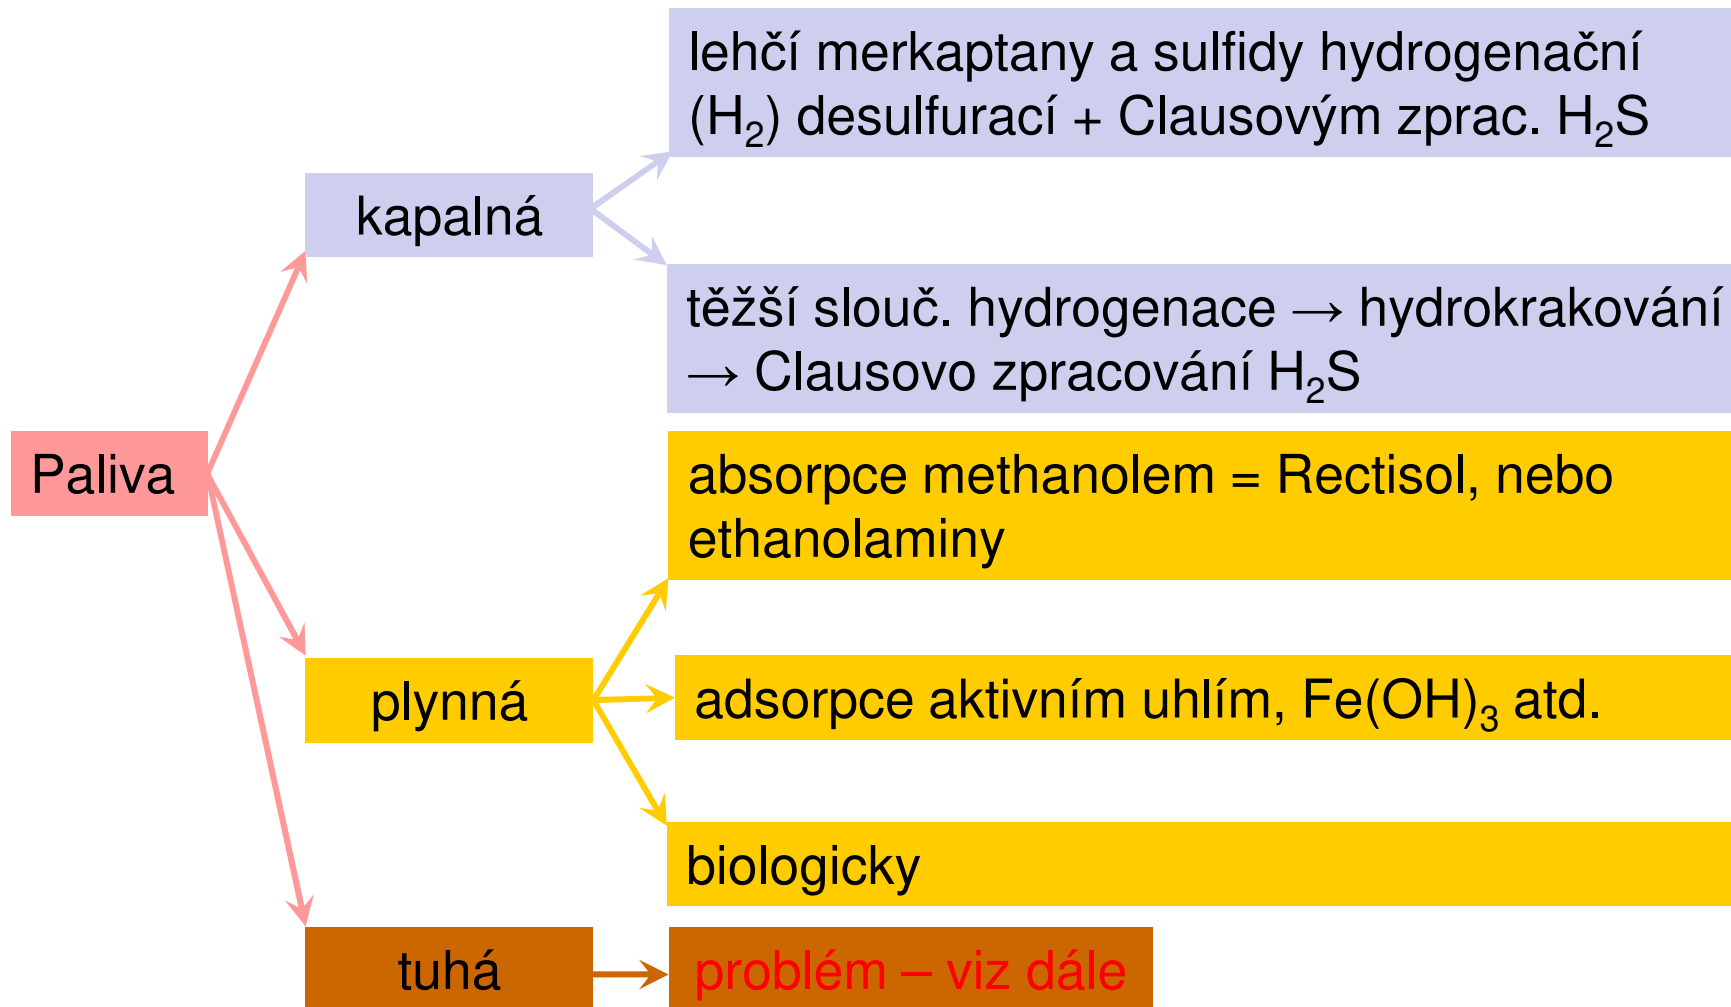 lehčí merkaptany a sulfidy hydrogenační
(H₂) desulfurací + Clausovým zprac. H₂S
kapalná
těžší slouč. hydrogenace → hydrokrakování
→ Clausovo zpracování H₂S
Paliva
absorpce methanolem = Rectisol, nebo
ethanolaminy
plynná
adsorpce aktivním uhlím, Fe(OH)₃ atd.
biologicky
tuhá
problém – viz dále